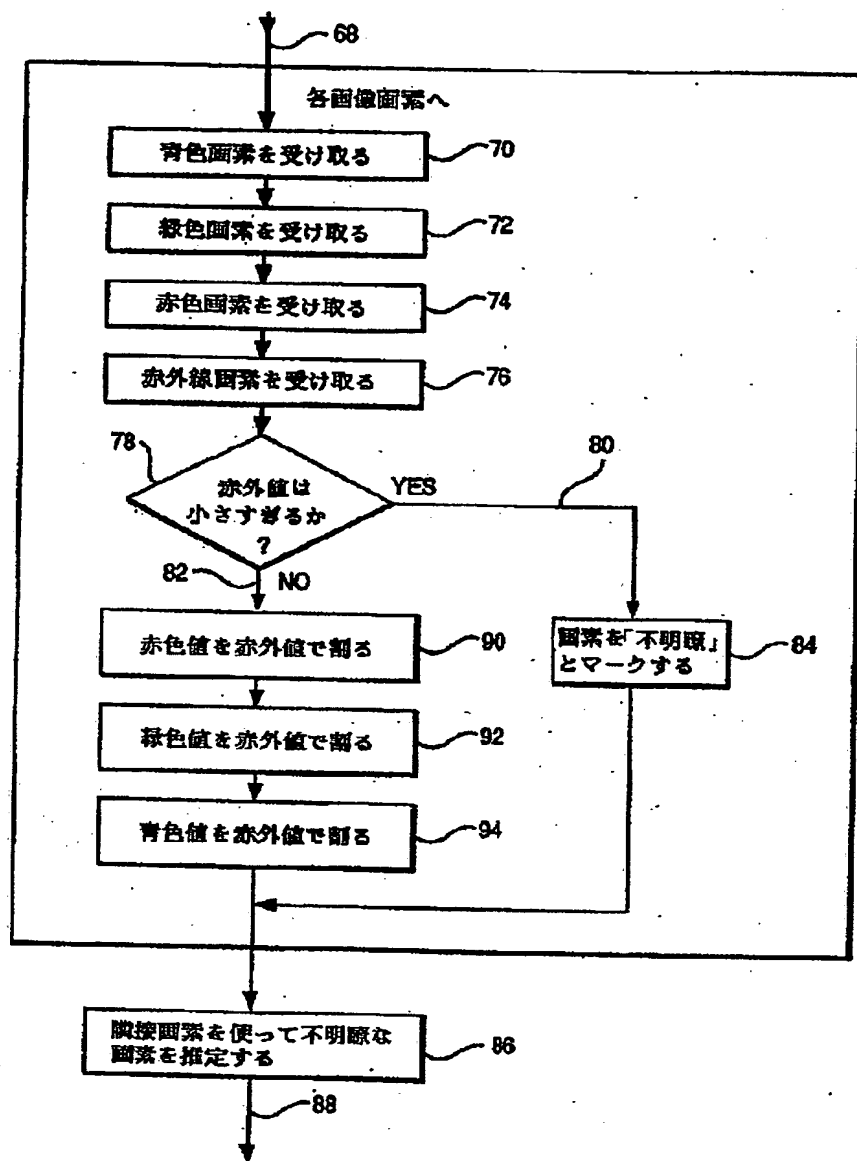 68
各画像画素へ
青色画素を受け取る
70
緑色画素を受け取る
72
赤色画素を受け取る
74
赤外線画素を受け取る
76
78
赤外値は
小さすぎるか
?
YES
80
82
NO
赤色値を赤外値で割る
90
画素を「不明瞭」
とマークする
84
緑色値を赤外値で割る
92
青色値を赤外値で割る
94
隣接画素を使って不明瞭な
画素を推定する
86
88